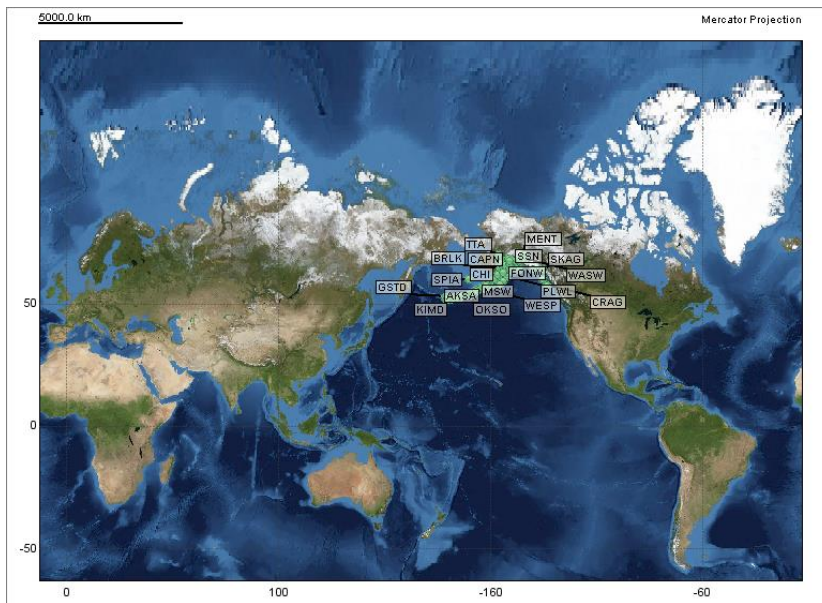 5000.0 km
Mercator Projection
MENT
TTA
BRLK CAPN SSN SKAG
SPIA CHI FONW WASW
GSTD AKSA MSW PLWL CRAG
KIMD OKSO WESP
50
0
-50
0 100 -160 -60